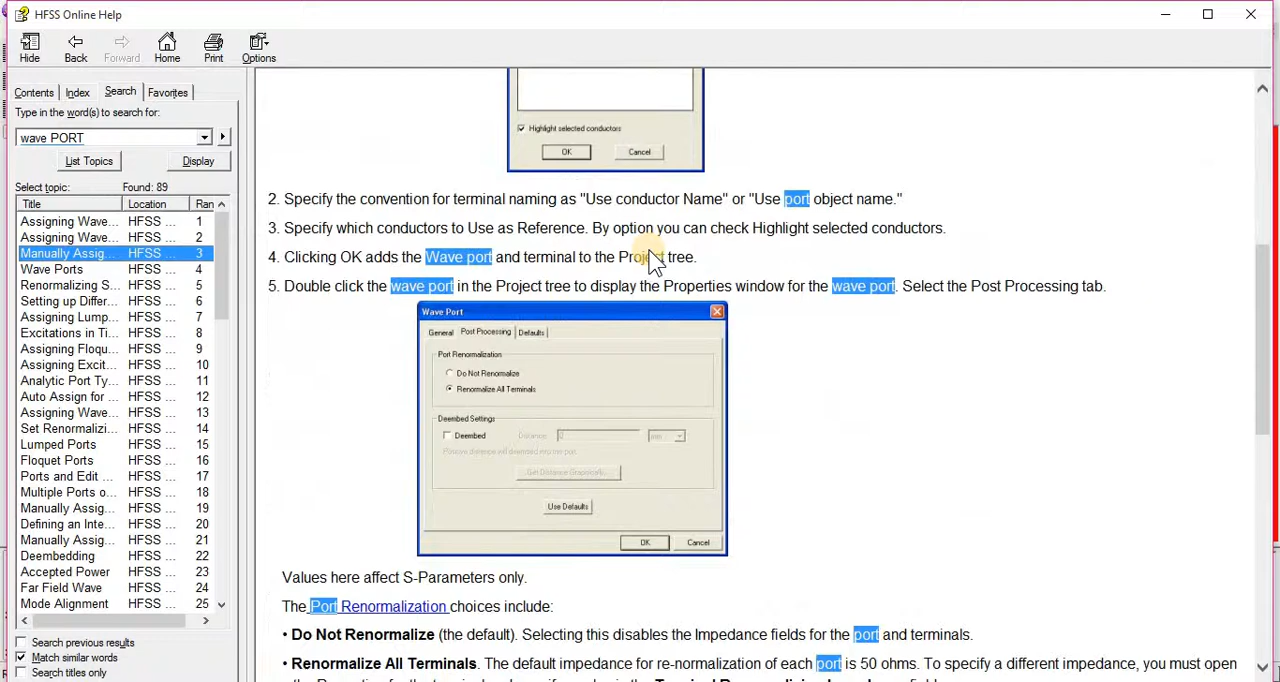 HFSS Online Help
Hide Back Forward Home Print Options
Contents Index Search Favorites
Type in the word(s) to search for:
wave PORT
List Topics Display
Select topic: Found: 89
Title Location Ran
Assigning Wave... HFSS ... 1
Assigning Wave... HFSS ... 2
Manually Assig... HFSS ... 3
Wave Ports HFSS ... 4
Renormalizing S... HFSS ... 5
Setting up Differ... HFSS ... 6
Assigning Lump... HFSS ... 7
Excitations in Ti... HFSS ... 8
Assigning Floqu... HFSS ... 9
Assigning Excit... HFSS ... 10
Analytic Port Ty... HFSS ... 11
Auto Assign for ... HFSS ... 12
Assigning Wave... HFSS ... 13
Set Renormalizi... HFSS ... 14
Lumped Ports HFSS ... 15
Floquet Ports HFSS ... 16
Ports and Edit ... HFSS ... 17
Multiple Ports o... HFSS ... 18
Manually Assig... HFSS ... 19
Defining an Inte... HFSS ... 20
Manually Assig... HFSS ... 21
Deembedding HFSS ... 22
Accepted Power HFSS ... 23
Far Field Wave HFSS ... 24
Mode Alignment HFSS ... 25
Search previous results
Match similar words
Search titles only
Highlight selected conductors
OK Cancel
2. Specify the convention for terminal naming as "Use conductor Name" or "Use port object name."
3. Specify which conductors to Use as Reference. By option you can check Highlight selected conductors.
4. Clicking OK adds the Wave port and terminal to the Project tree.
5. Double click the wave port in the Project tree to display the Properties window for the wave port. Select the Post Processing tab.
Wave Port
General Post Processing Defaults
Port Renormalization
Do Not Renormalize
Renormalize All Terminals
Deembed Settings
Deembed Distance: 0 mm
Positive distance will deembed into the port.
Get Distance Graphically...
Use Defaults
OK Cancel
Values here affect S-Parameters only.
The Port Renormalization choices include:
• Do Not Renormalize (the default). Selecting this disables the Impedance fields for the port and terminals.
• Renormalize All Terminals. The default impedance for re-normalization of each port is 50 ohms. To specify a different impedance, you must open